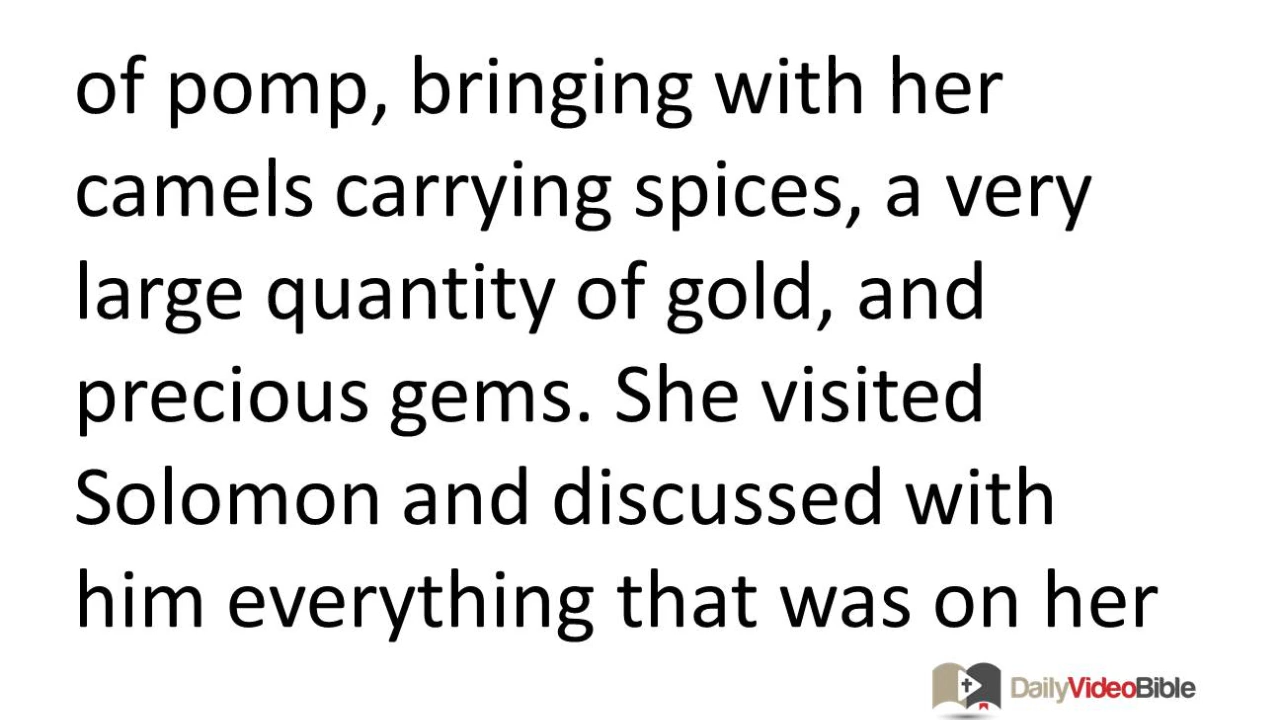 of pomp, bringing with her
camels carrying spices, a very
large quantity of gold, and
precious gems. She visited
Solomon and discussed with
him everything that was on her
DailyVideoBible